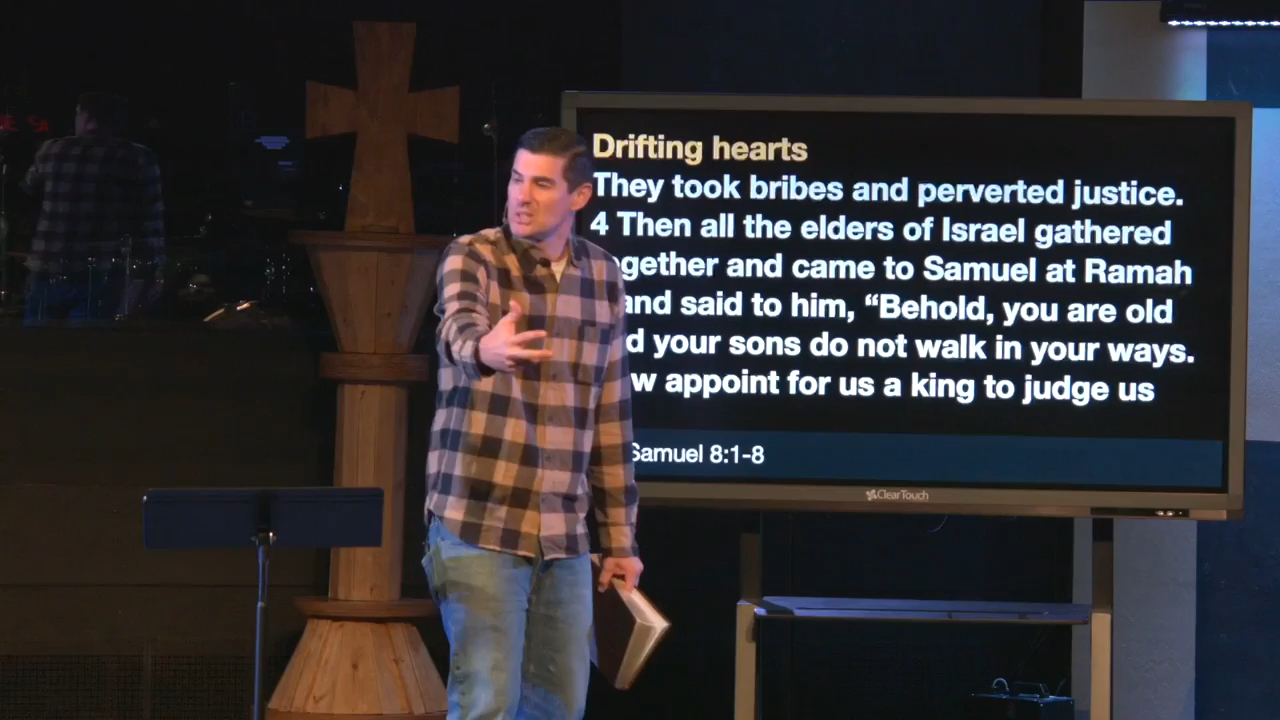 Drifting hearts
They took bribes and perverted justice.
4 Then all the elders of Israel gathered
gether and came to Samuel at Ramah
and said to him, “Behold, you are old
d your sons do not walk in your ways.
w appoint for us a king to judge us
Samuel 8:1-8
ClearTouch